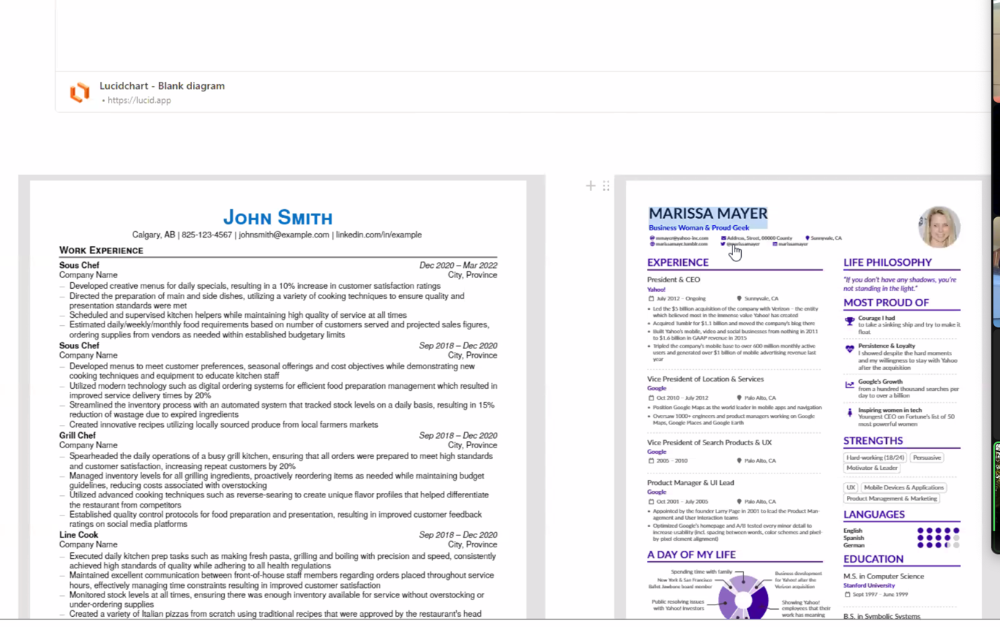 Lucidchart - Blank diagram
• https://lucid.app
JOHN SMITH
Calgary, AB | 825-123-4567 | johnsmith@example.com | linkedin.com/in/example
WORK EXPERIENCE
Sous Chef Dec 2020 – Mar 2022
Company Name City, Province
– Developed creative menus for daily specials, resulting in a 10% increase in customer satisfaction ratings
– Directed the preparation of main and side dishes, utilizing a variety of cooking techniques to ensure quality and
presentation standards were met
– Scheduled and supervised kitchen helpers while maintaining high quality of service at all times
– Estimated daily/weekly/monthly food requirements based on number of customers served and projected sales figures,
ordering supplies from vendors as needed within established budgetary limits
Sous Chef Sep 2018 – Dec 2020
Company Name City, Province
– Developed menus to meet customer preferences, seasonal offerings and cost objectives while demonstrating new
cooking techniques and equipment to educate kitchen staff
– Utilized modern technology such as digital ordering systems for efficient food preparation management which resulted in
improved service delivery times by 20%
– Streamlined the inventory process with an automated system that tracked stock levels on a daily basis, resulting in 15%
reduction of wastage due to expired ingredients
– Created innovative recipes utilizing locally sourced produce from local farmers markets
Grill Chef Sep 2018 – Dec 2020
Company Name City, Province
– Spearheaded the daily operations of a busy grill kitchen, ensuring that all orders were prepared to meet high standards
and customer satisfaction, increasing repeat customers by 20%
– Managed inventory levels for all grilling ingredients, proactively reordering items as needed while maintaining budget
guidelines, reducing costs associated with overstocking
– Utilized advanced cooking techniques such as reverse-searing to create unique flavor profiles that helped differentiate
the restaurant from competitors
– Established quality control protocols for food preparation and presentation, resulting in improved customer feedback
ratings on social media platforms
Line Cook Sep 2018 – Dec 2020
Company Name City, Province
– Executed daily kitchen prep tasks such as making fresh pasta, grilling and boiling with precision and speed, consistently
achieved high standards of quality while adhering to all health regulations
– Maintained excellent communication between front-of-house staff members regarding orders placed throughout service
hours, effectively managing time constraints resulting in improved customer satisfaction
– Monitored stock levels at all times, ensuring there was enough inventory available for service without overstocking or
under-ordering supplies
– Created a variety of Italian pizzas from scratch using traditional recipes that were approved by the restaurant's head
MARISSA MAYER
Business Woman & Proud Geek
mmayer@yahoo-inc.com Address, Street, 00000 County Sunnyvale, CA
marissamayr.tumblr.com @marissamayer marissamayer
EXPERIENCE
President & CEO
Yahoo!
July 2012 – Ongoing Sunnyvale, CA
• Led the $5 billion acquisition of the company with Verizon – the entity
which believed most in the immense value Yahoo! has created
• Acquired Tumblr for $1.1 billion and moved the company's blog there
• Built Yahoo's mobile, video and social businesses from nothing in 2011
to $1.6 billion in GAAP revenue in 2015
• Tripled the company's mobile base to over 600 million monthly active
users and generated over $1 billion of mobile advertising revenue last
year
Vice President of Location & Services
Google
Oct 2010 – July 2012 Palo Alto, CA
• Position Google Maps as the world leader in mobile apps and navigation
• Oversaw 1000+ engineers and product managers working on Google
Maps, Google Places and Google Earth
Vice President of Search Products & UX
Google
2005 – 2010 Palo Alto, CA
Product Manager & UI Lead
Google
Oct 2001 – July 2005 Palo Alto, CA
• Appointed by the founder Larry Page in 2001 to lead the Product Man-
agement and User Interaction teams
• Optimized Google's homepage and A/B tested every minor detail to
increase usability (incl. spacing between words, color schemes and pixel-
by-pixel element alignment)
A DAY OF MY LIFE
Spending time with family
New York & San Francisco
Ballet Jawbone board member
Public resolving issues
with Yahoo! investors
Business development
for Yahoo! after the
Verizon acquisition
Showing Yahoo!
employees that their
work has meaning
LIFE PHILOSOPHY
"If you don't have any shadows, you're
not standing in the light."
MOST PROUD OF
Courage I had
to take a sinking ship and try to make it
float
Persistence & Loyalty
I showed despite the hard moments
and my willingness to stay with Yahoo
after the acquisition
Google's Growth
from a hundred thousand searches per
day to over a billion
Inspiring women in tech
Youngest CEO on Fortune's list of 50
most powerful women
STRENGTHS
Hard-working (18/24) Persuasive
Motivator & Leader
UX Mobile Devices & Applications
Product Management & Marketing
LANGUAGES
English
Spanish
German
EDUCATION
M.S. in Computer Science
Stanford University
Sept 1997 – June 1999
B.S. in Symbolic Systems